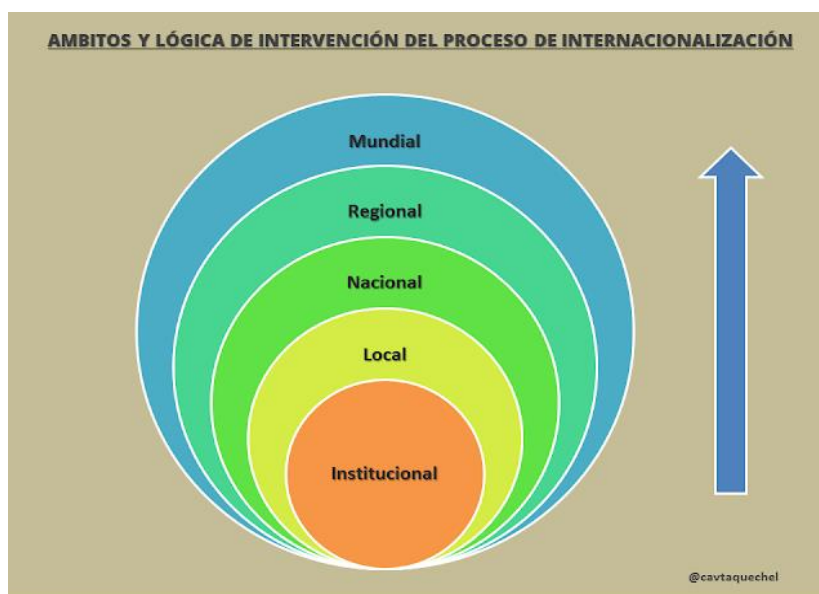 AMBITOS Y LÓGICA DE INTERVENCIÓN DEL PROCESO DE INTERNACIONALIZACIÓN
Mundial
Regional
Nacional
Local
Institucional
@cavtaquechel